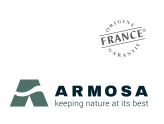 ORIGINE
FRANCE®
GARANTIE
ARMOSA
keeping nature at its best